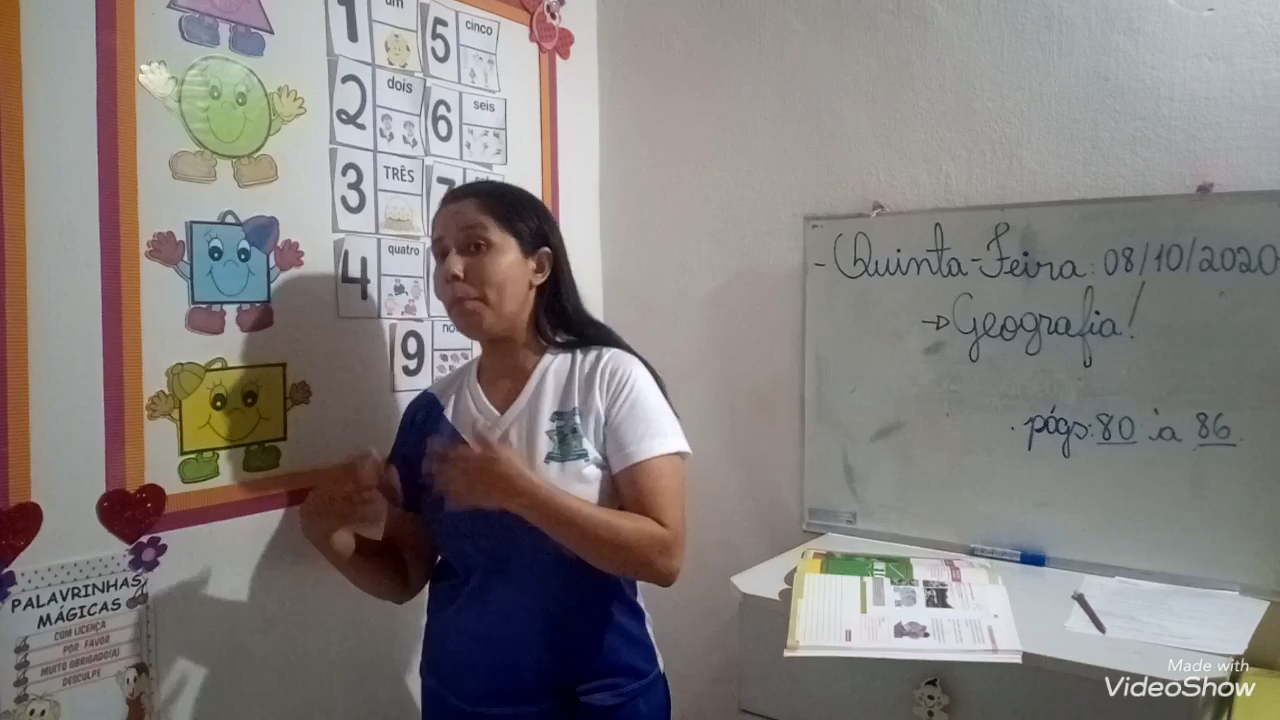 1 um
2 dois
3 TRÊS
4 quatro
5 cinco
6 seis
7
9
PALAVRINHAS
MÁGICAS
COM LICENÇA
POR FAVOR
MUITO OBRIGADO(A)
DESCULPE
- Quinta-Feira: 08/10/2020
→ Geografia!
. págs: 80 à 86.
Made with
VideoShow